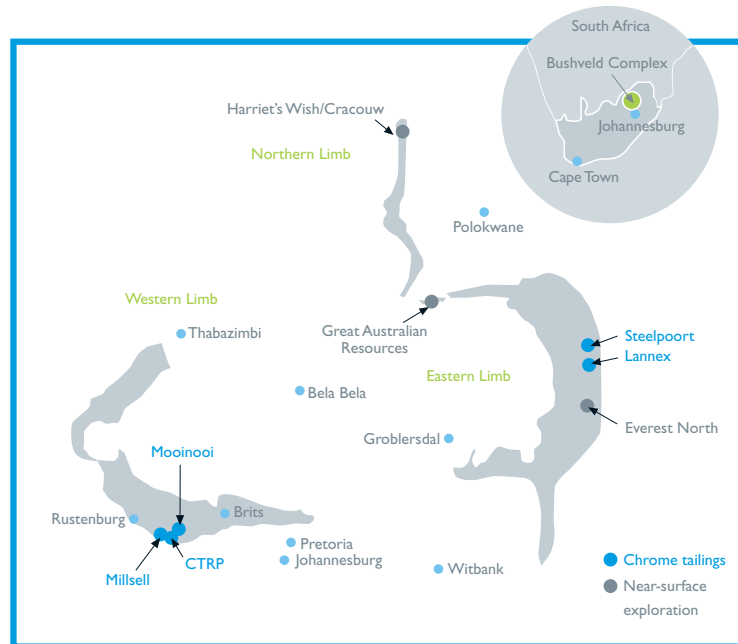 South Africa
Bushveld Complex
Johannesburg
Cape Town
Harriet's Wish/Cracouw
Northern Limb
Polokwane
Western Limb
Thabazimbi
Great Australian
Resources
Steelpoort
Lannex
Eastern Limb
Bela Bela
Everest North
Groblersdal
Mooinooi
Rustenburg
Brits
Pretoria
Johannesburg
CTRP
Millsell
Witbank
Chrome tailings
Near-surface
exploration